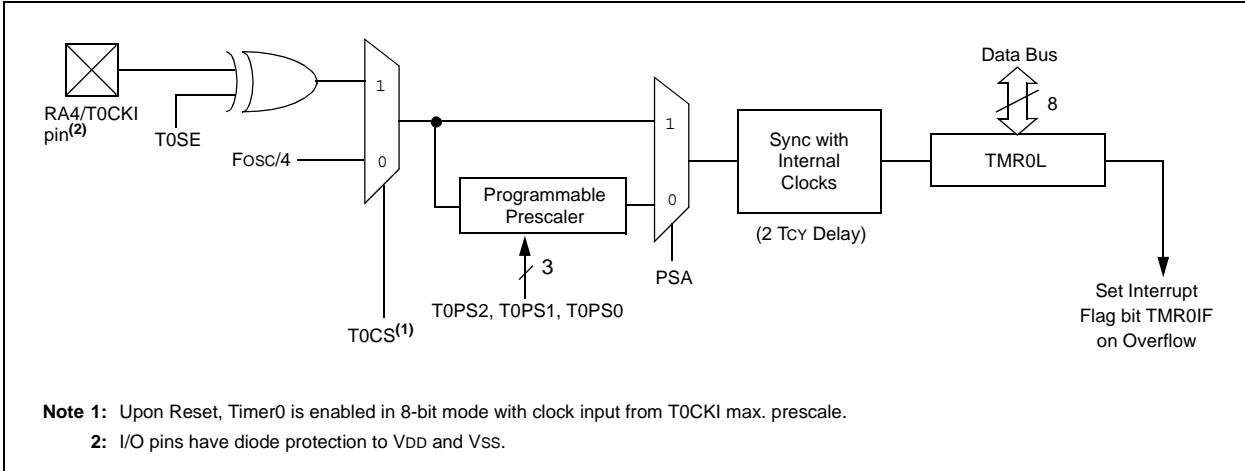 Data Bus
8
RA4/T0CKI
pin(2)
T0SE
FOSC/4
1
0
1
0
Programmable
Prescaler
3
T0PS2, T0PS1, T0PS0
T0CS(1)
PSA
Sync with
Internal
Clocks
(2 TCY Delay)
TMR0L
Set Interrupt
Flag bit TMR0IF
on Overflow
Note 1: Upon Reset, Timer0 is enabled in 8-bit mode with clock input from T0CKI max. prescale.
2: I/O pins have diode protection to VDD and VSS.